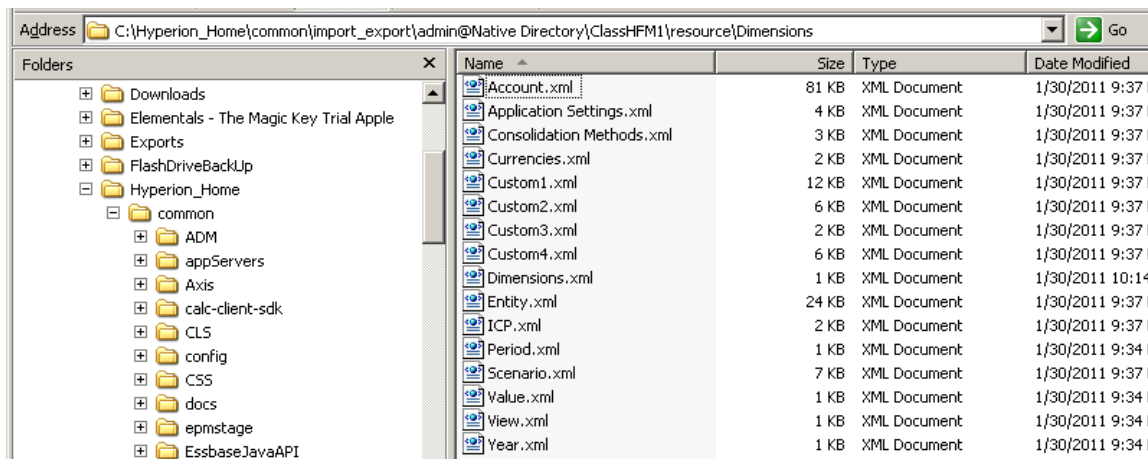 Address C:\Hyperion_Home\common\import_export\admin@Native Directory\ClassHFM1\resource\Dimensions Go
Folders
Downloads
Elementals - The Magic Key Trial Apple
Exports
FlashDriveBackUp
Hyperion_Home
common
ADM
appServers
Axis
calc-client-sdk
CLS
config
CSS
docs
epmstage
EssbaseJavaAPI
Name Size Type Date Modified
Account.xml 81 KB XML Document 1/30/2011 9:37
Application Settings.xml 4 KB XML Document 1/30/2011 9:37
Consolidation Methods.xml 3 KB XML Document 1/30/2011 9:37
Currencies.xml 2 KB XML Document 1/30/2011 9:37
Custom1.xml 12 KB XML Document 1/30/2011 9:37
Custom2.xml 6 KB XML Document 1/30/2011 9:37
Custom3.xml 2 KB XML Document 1/30/2011 9:37
Custom4.xml 6 KB XML Document 1/30/2011 9:37
Dimensions.xml 1 KB XML Document 1/30/2011 10:14
Entity.xml 24 KB XML Document 1/30/2011 9:37
ICP.xml 2 KB XML Document 1/30/2011 9:37
Period.xml 1 KB XML Document 1/30/2011 9:34
Scenario.xml 7 KB XML Document 1/30/2011 9:37
Value.xml 1 KB XML Document 1/30/2011 9:34
View.xml 1 KB XML Document 1/30/2011 9:34
Year.xml 1 KB XML Document 1/30/2011 9:34